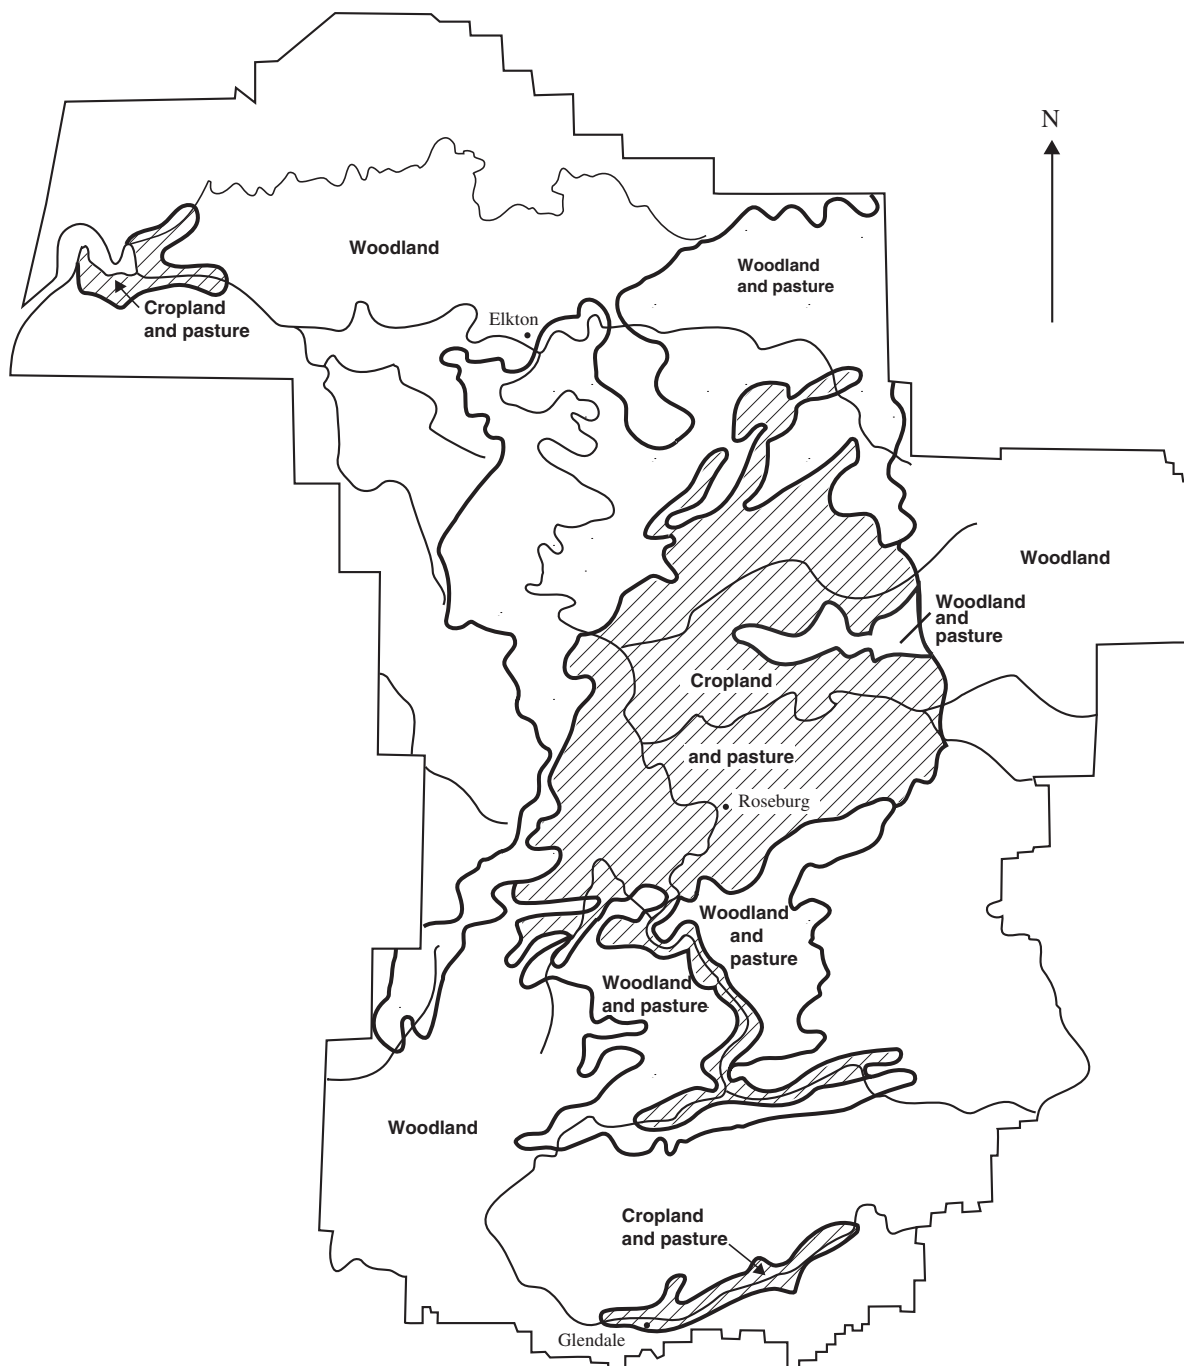 N
Woodland
Woodland
and pasture
Cropland
and pasture
Elkton
Woodland
Woodland
and
pasture
Cropland
and pasture
Roseburg
Woodland
and
pasture
Woodland
and pasture
Woodland
Cropland
and pasture
Glendale